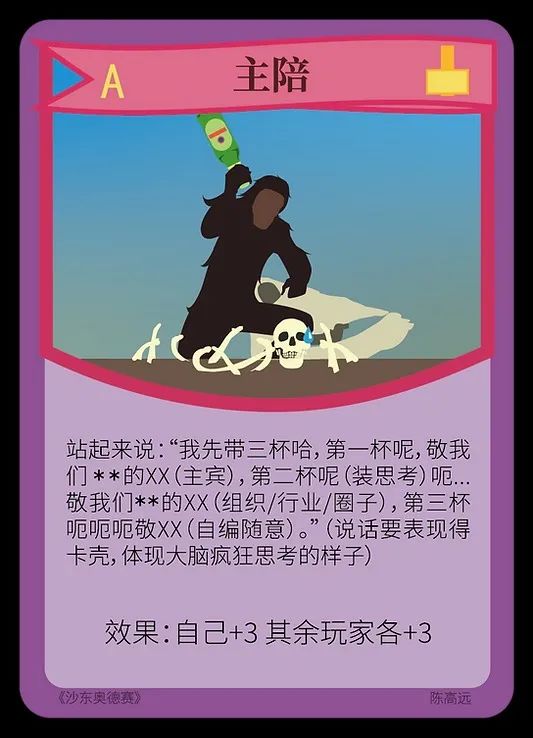 A
主陪
站起来说：“我先带三杯哈，第一杯呢，敬我
们**的XX（主宾），第二杯呢（装思考）呃...
敬我们**的XX（组织/行业/圈子），第三杯
呃呃呃敬XX（自编随意）。”（说话要表现得
卡壳，体现大脑疯狂思考的样子）
效果：自己+3 其余玩家各+3
《沙东奥德赛》
陈高远